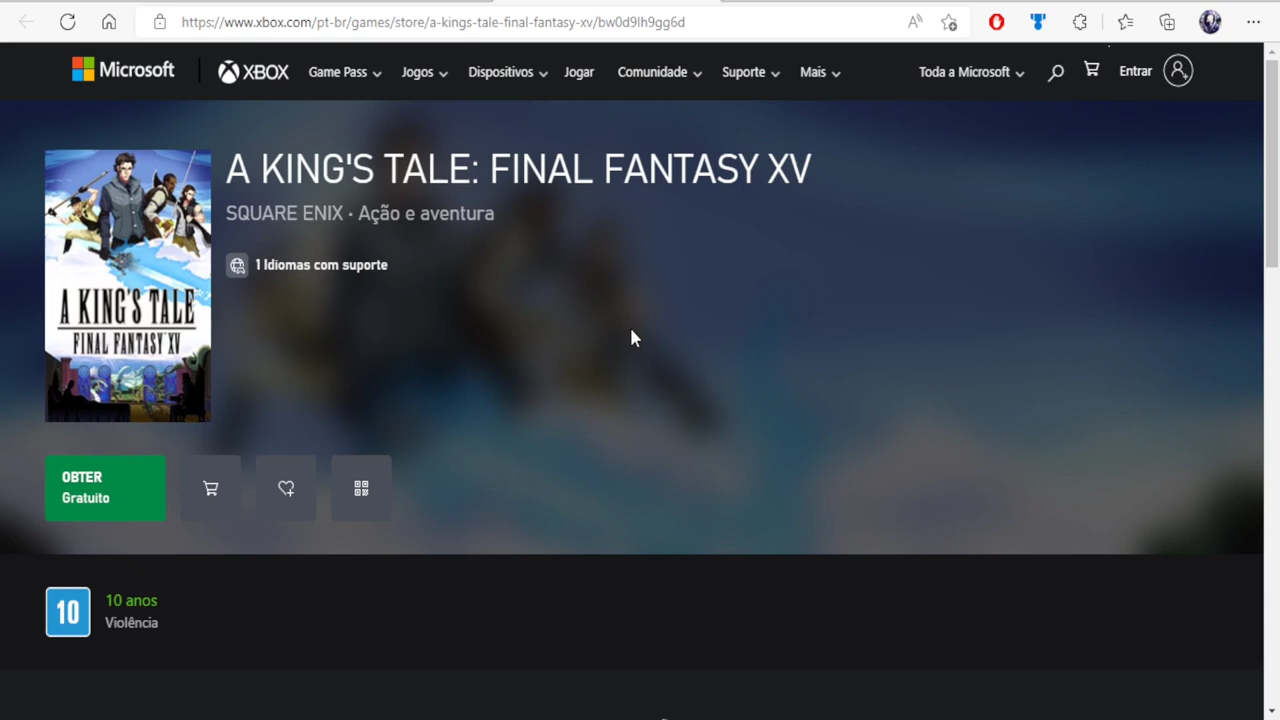 https://www.xbox.com/pt-br/games/store/a-kings-tale-final-fantasy-xv/bw0d9lh9gg6d
Microsoft XBOX Game Pass Jogos Dispositivos Jogar Comunidade Suporte Mais Toda a Microsoft Entrar
A KING'S TALE: FINAL FANTASY XV
SQUARE ENIX · Ação e aventura
1 Idiomas com suporte
A KING'S TALE
FINAL FANTASY XV
OBTER
Gratuito
10
10 anos
Violência